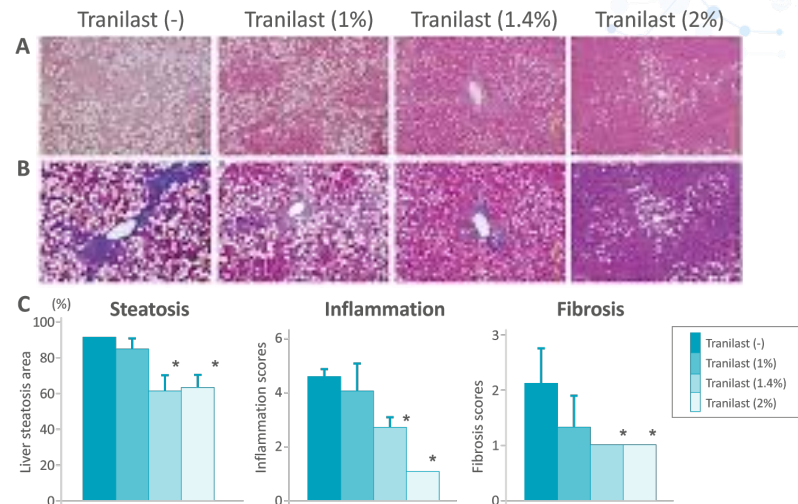 Tranilast (-) Tranilast (1%) Tranilast (1.4%) Tranilast (2%)
A
B
C (%) Steatosis Inflammation Fibrosis
Liver steatosis area
100
80
60
40
20
0
* *
Inflammation scores
6
4
2
0
* *
Fibrosis scores
3
2
1
0
* *
Tranilast (-)
Tranilast (1%)
Tranilast (1.4%)
Tranilast (2%)